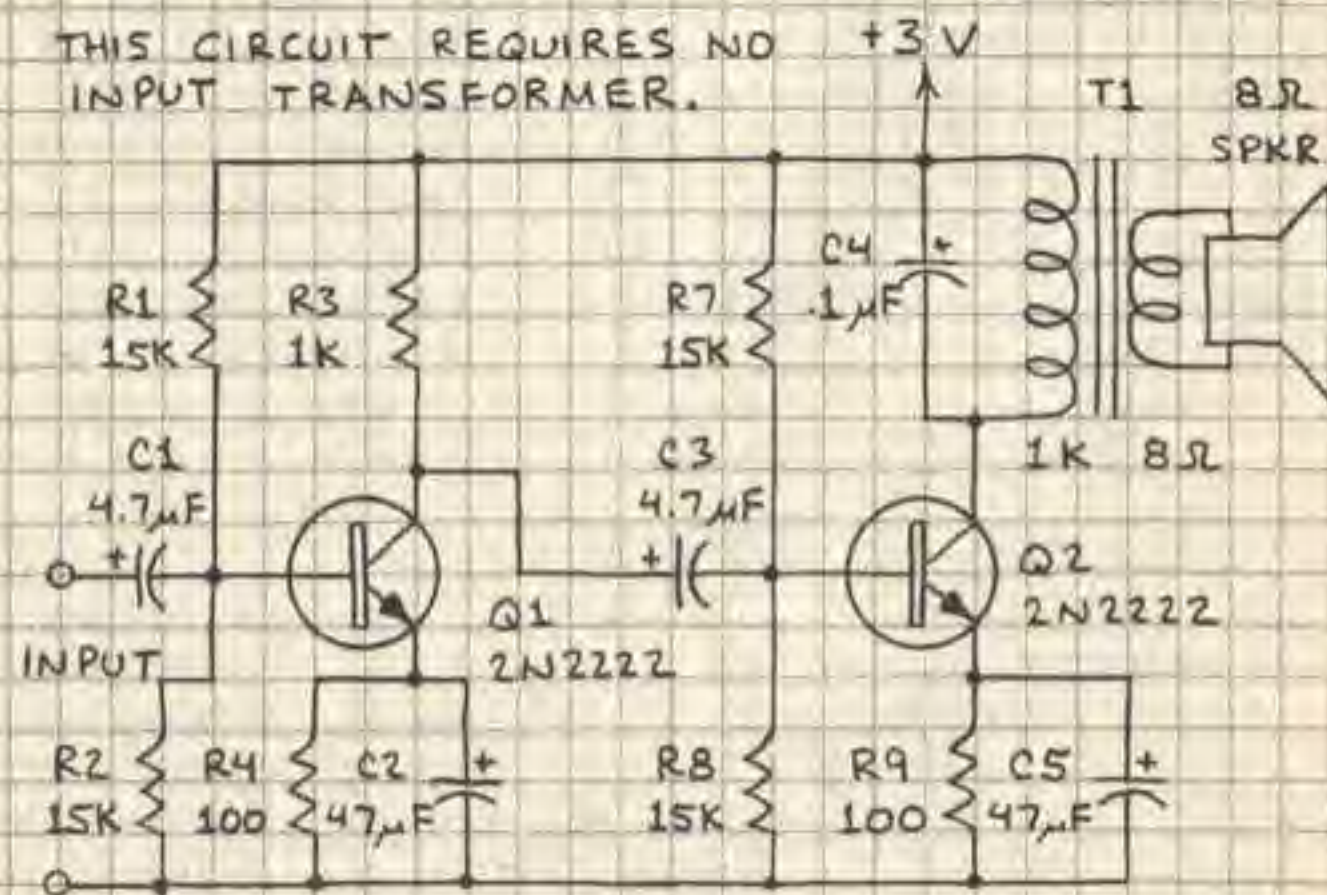 THIS CIRCUIT REQUIRES NO
INPUT TRANSFORMER.
+3 V
T1
8Ω
SPKR
R1
15K
R3
1K
R7
15K
C4
+
.1µF
C1
4.7µF
+
C3
4.7µF
+
1K 8Ω
Q1
2N2222
Q2
2N2222
INPUT
R2
15K
R4
100
C2
47µF
+
R8
15K
R9
100
C5
47µF
+